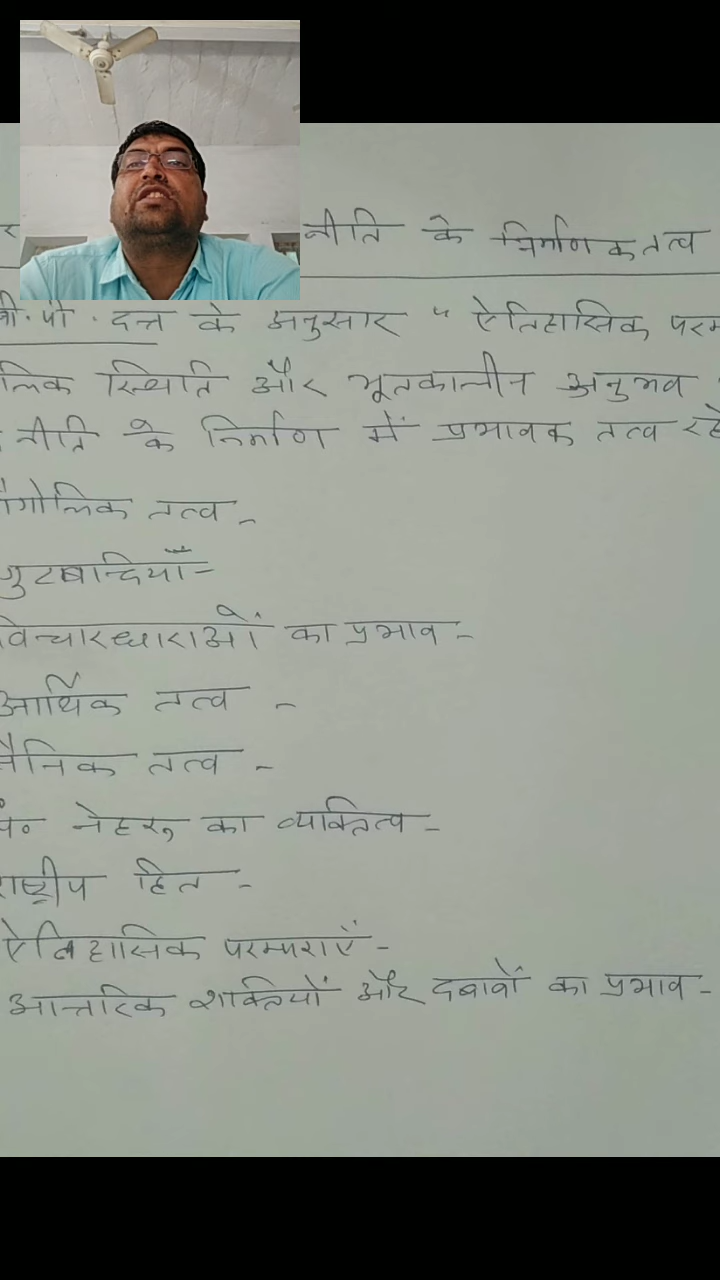 नीति के निर्माणक तत्व
वी. पी. दत्त के अनुसार " ऐतिहासिक परम
लिक स्थिति और भूतकालीन अनुभव
नीति के निर्माण में प्रभावक तत्व रहे
गोलिक तत्व -
गुटबन्दियाँ -
विचारधाराओं का प्रभाव -
आर्थिक तत्व -
सैनिक तत्व -
पं० नेहरू का व्यक्तित्व -
राष्ट्रीय हित -
ऐतिहासिक परम्पराएँ -
आन्तरिक शक्तियों और दबावों का प्रभाव -